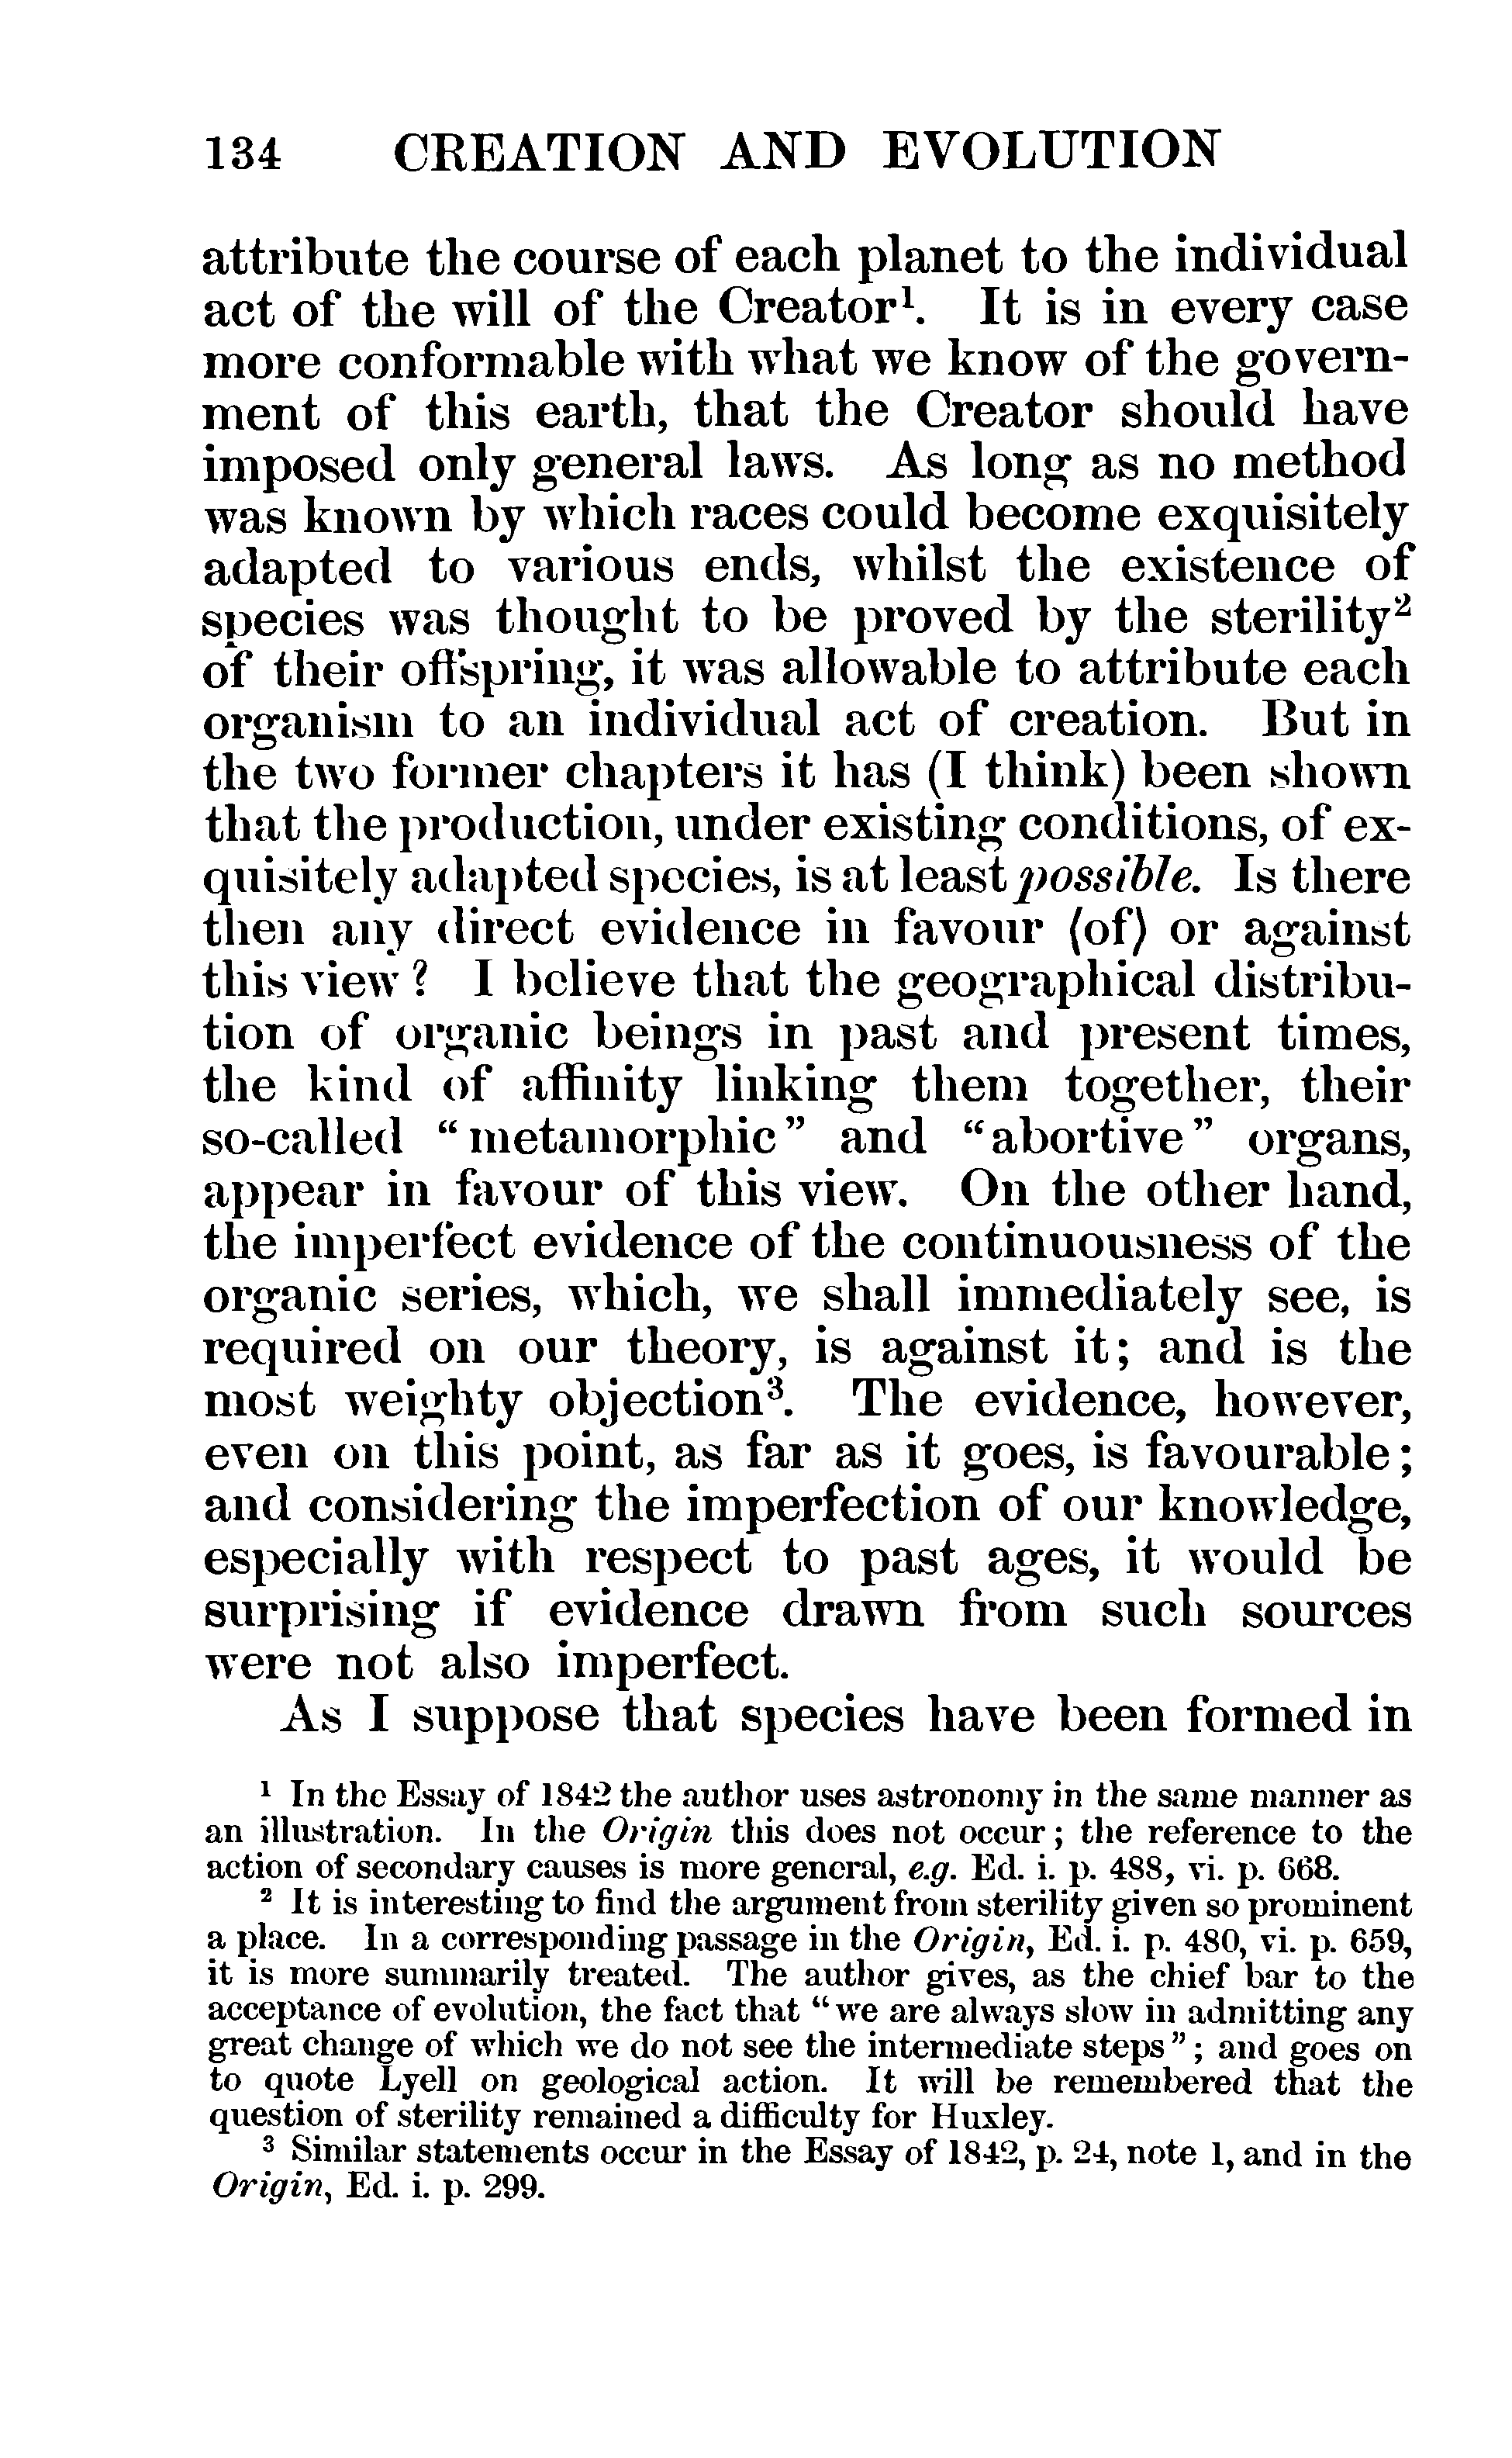 134 CREATION AND EVOLUTION
attribute the course of each planet to the individual
act of the will of the Creator¹. It is in every case
more conformable with what we know of the govern-
ment of this earth, that the Creator should have
imposed only general laws. As long as no method
was known by which races could become exquisitely
adapted to various ends, whilst the existence of
species was thought to be proved by the sterility²
of their offspring, it was allowable to attribute each
organism to an individual act of creation. But in
the two former chapters it has (I think) been shown
that the production, under existing conditions, of ex-
quisitely adapted species, is at least possible. Is there
then any direct evidence in favour (of) or against
this view? I believe that the geographical distribu-
tion of organic beings in past and present times,
the kind of affinity linking them together, their
so-called “metamorphic” and “abortive” organs,
appear in favour of this view. On the other hand,
the imperfect evidence of the continuousness of the
organic series, which, we shall immediately see, is
required on our theory, is against it; and is the
most weighty objection³. The evidence, however,
even on this point, as far as it goes, is favourable;
and considering the imperfection of our knowledge,
especially with respect to past ages, it would be
surprising if evidence drawn from such sources
were not also imperfect.
As I suppose that species have been formed in
¹ In the Essay of 1842 the author uses astronomy in the same manner as
an illustration. In the Origin this does not occur; the reference to the
action of secondary causes is more general, e.g. Ed. i. p. 488, vi. p. 668.
² It is interesting to find the argument from sterility given so prominent
a place. In a corresponding passage in the Origin, Ed. i. p. 480, vi. p. 659,
it is more summarily treated. The author gives, as the chief bar to the
acceptance of evolution, the fact that “we are always slow in admitting any
great change of which we do not see the intermediate steps”; and goes on
to quote Lyell on geological action. It will be remembered that the
question of sterility remained a difficulty for Huxley.
³ Similar statements occur in the Essay of 1842, p. 24, note 1, and in the
Origin, Ed. i. p. 299.